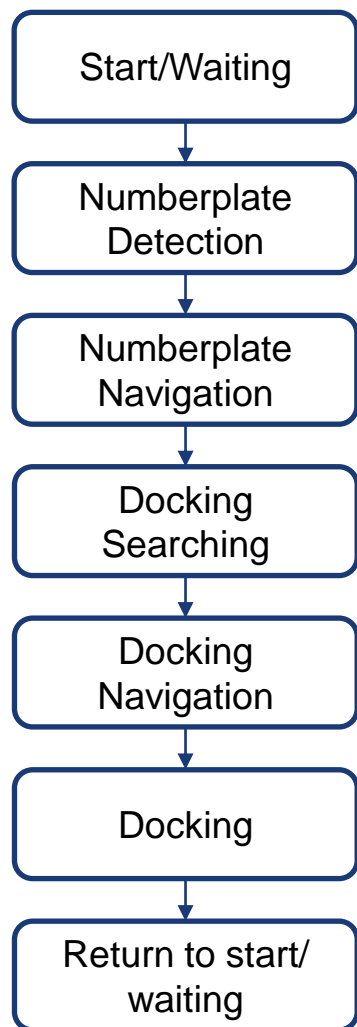 Start/Waiting
Numberplate
Detection
Numberplate
Navigation
Docking
Searching
Docking
Navigation
Docking
Return to start/
waiting